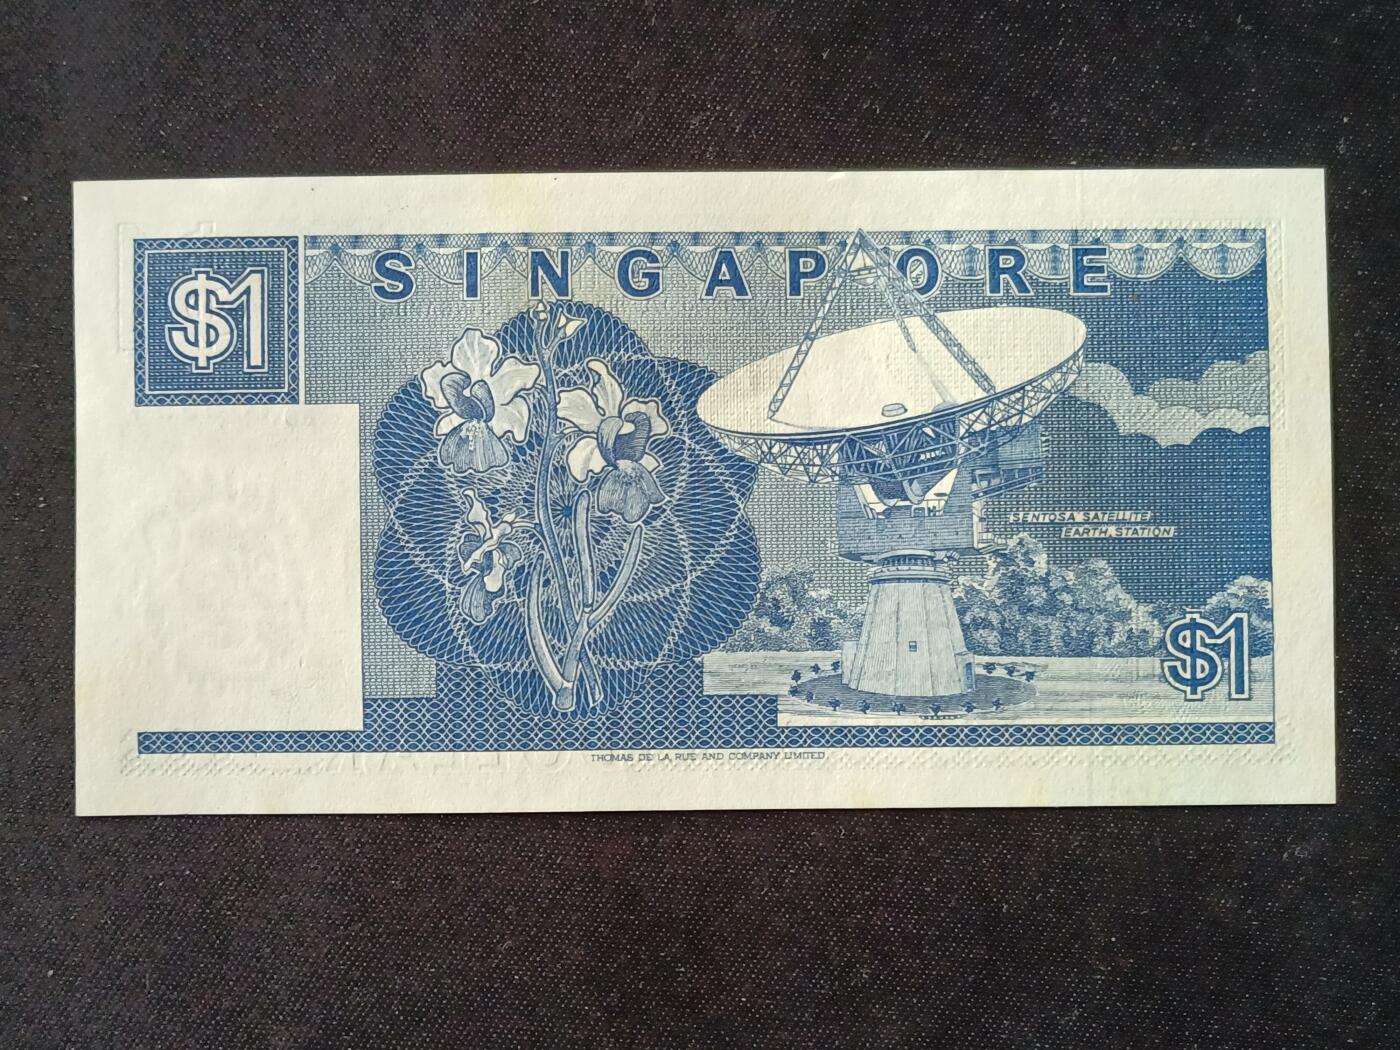 $1
SINGAPORE
SENTOSA SATELLITE
EARTH STATION
$1
THOMAS DE LA RUE AND COMPANY LIMITED.